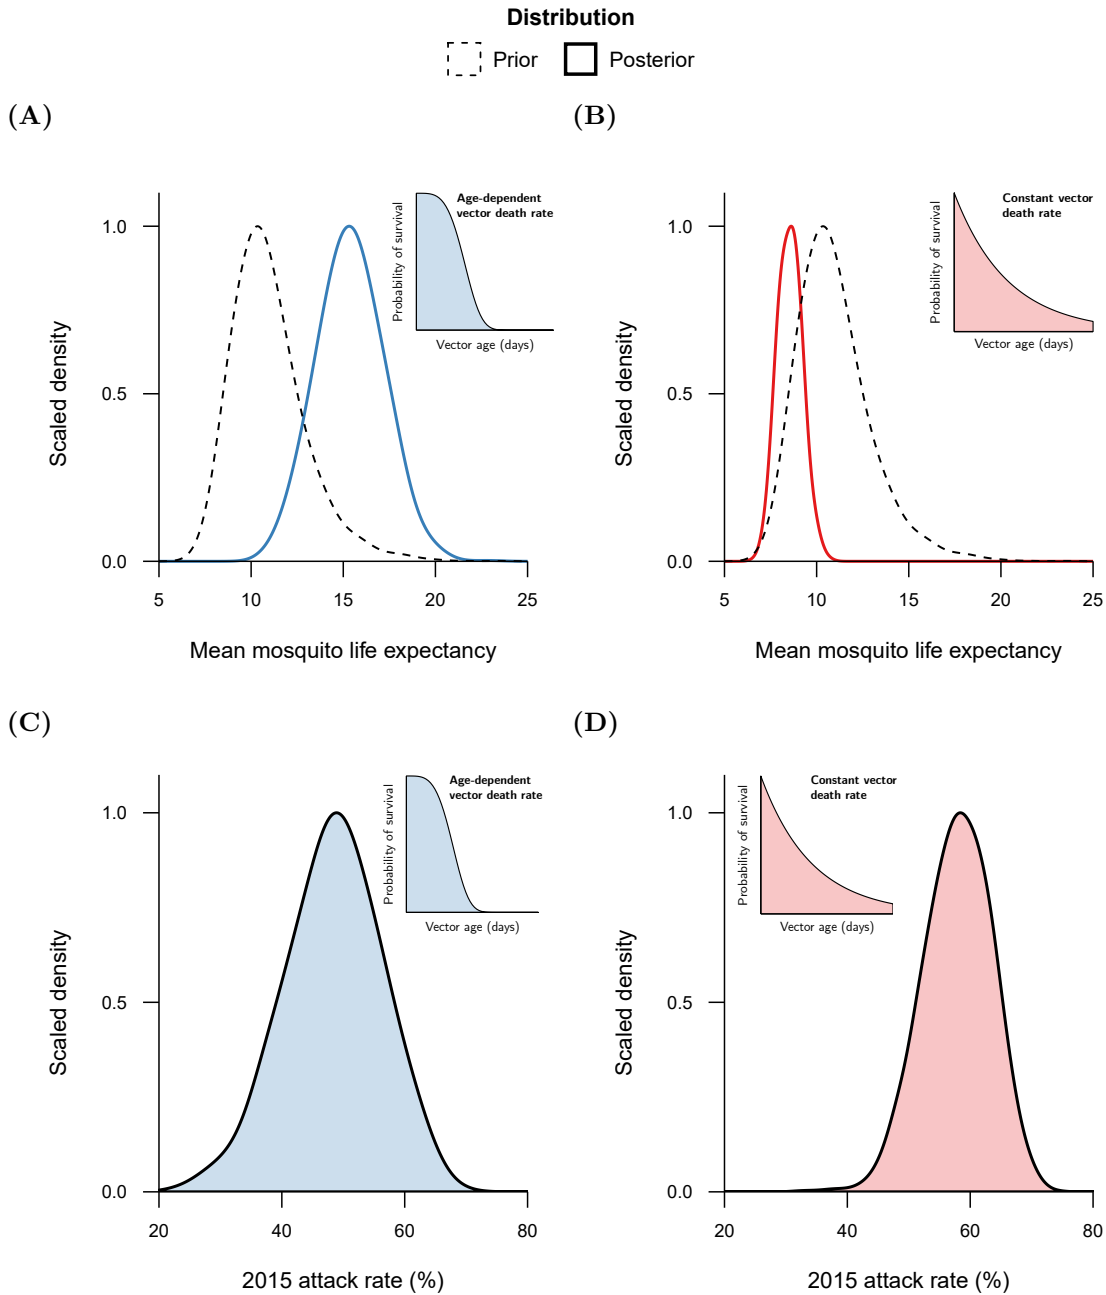 Distribution
Prior Posterior
(A)
Scaled density
1.0
0.5
0.0
5 10 15 20 25
Mean mosquito life expectancy
Probability of survival
Age-dependent
vector death rate
Vector age (days)
(B)
Scaled density
1.0
0.5
0.0
5 10 15 20 25
Mean mosquito life expectancy
Probability of survival
Constant vector
death rate
Vector age (days)
(C)
Scaled density
1.0
0.5
0.0
20 40 60 80
2015 attack rate (%)
Probability of survival
Age-dependent
vector death rate
Vector age (days)
(D)
Scaled density
1.0
0.5
0.0
20 40 60 80
2015 attack rate (%)
Probability of survival
Constant vector
death rate
Vector age (days)